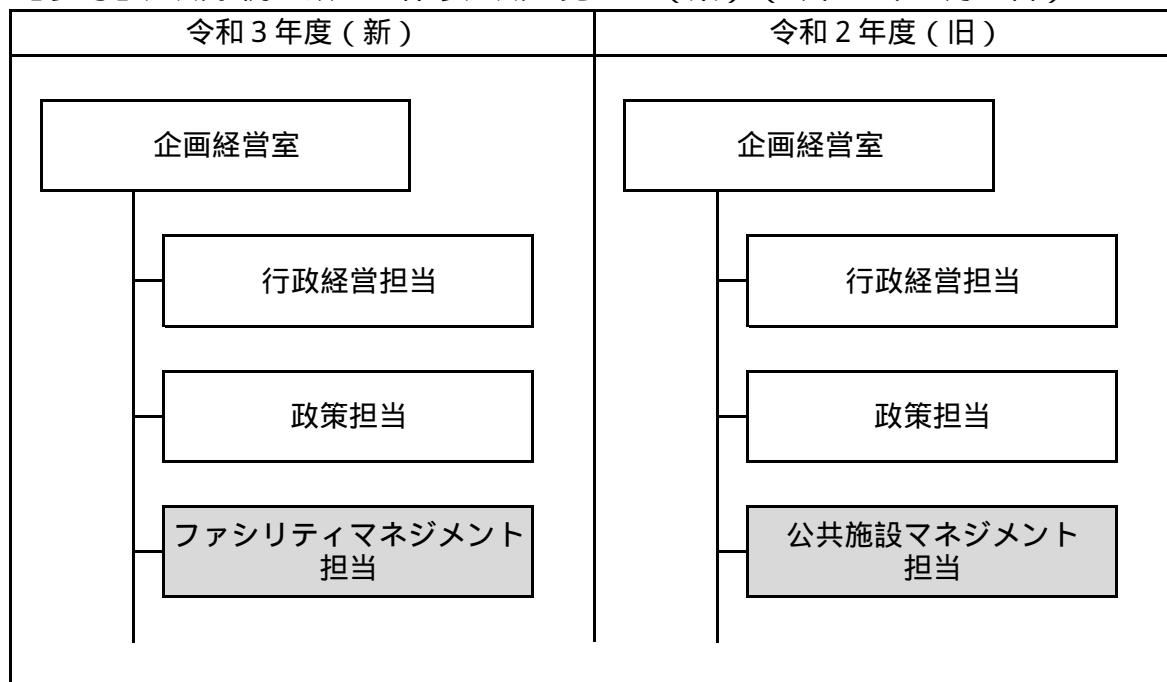 令和３年度（新）
令和２年度（旧）
企画経営室
行政経営担当
政策担当
ファシリティマネジメント
担当
企画経営室
行政経営担当
政策担当
公共施設マネジメント
担当